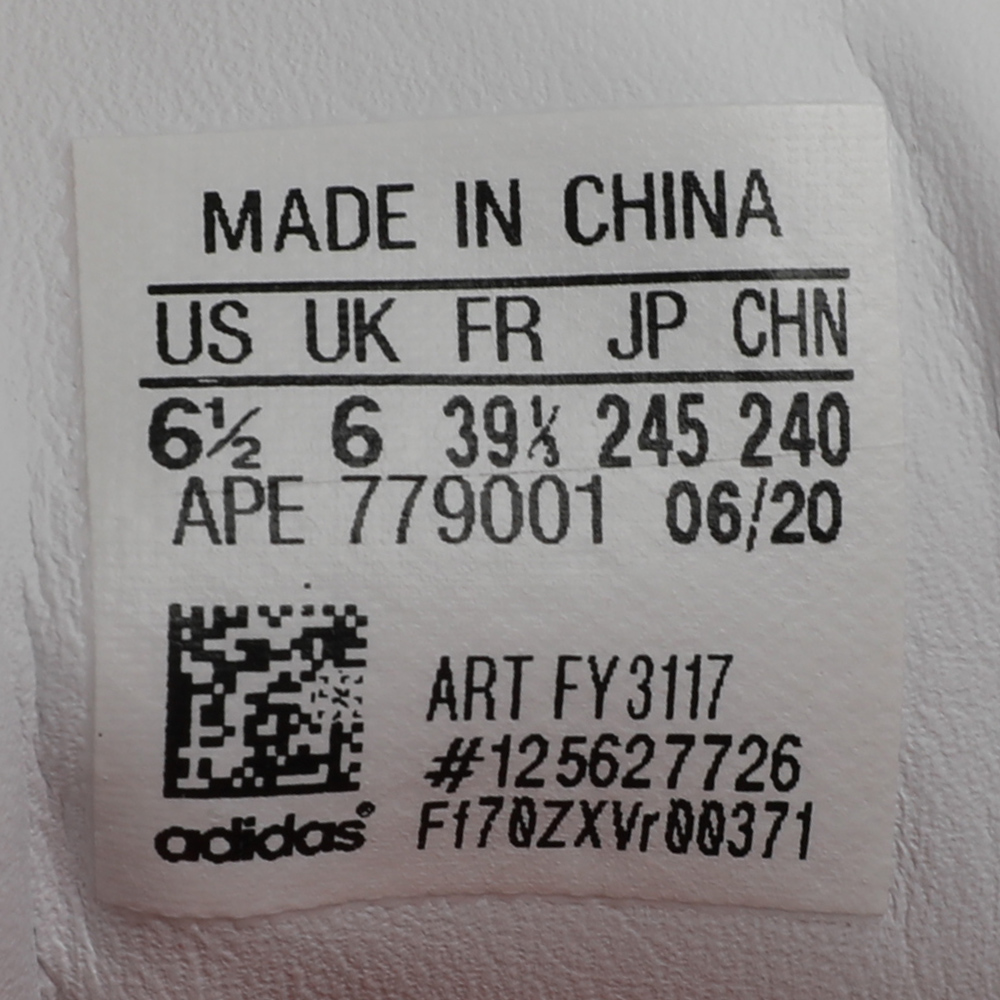 MADE IN CHINA
US UK FR JP CHN
6½ 6 39⅓ 245 240
APE 779001 06/20
ART FY3117
#125627726
Ff70ZXVr00371
adidas®